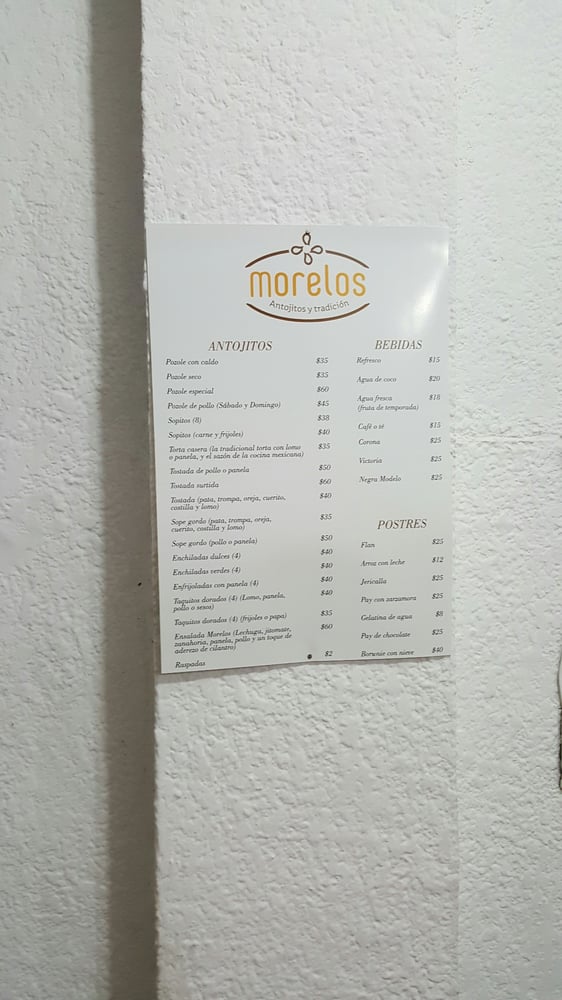 morelos
Antojitos y tradición
ANTOJITOS
Pozole con caldo $35
Pozole seco $35
Pozole especial $60
Pozole de pollo (Sábado y Domingo) $45
Sopitos (8) $38
Sopitos (carne y frijoles) $40
Torta casera (la tradicional torta con lomo $35
o panela, y el sazón de la cocina mexicana)
Tostada de pollo o panela $50
Tostada surtida $60
Tostada (pata, trompa, oreja, cuerito, $40
costilla y lomo)
Sope gordo (pata, trompa, oreja, $35
cuerito, costilla y lomo)
Sope gordo (pollo o panela) $50
Enchiladas dulces (4) $40
Enchiladas verdes (4) $40
Enfrijoladas con panela (4) $40
Taquitos dorados (4) (Lomo, panela, $40
pollo o sesos)
Taquitos dorados (4) (frijoles o papa) $35
Ensalada Morelos (Lechuga, jitomate, $60
zanahoria, panela, pollo y un toque de
aderezo de cilantro)
Raspadas $2
BEBIDAS
Refresco $15
Agua de coco $20
Agua fresca $18
(fruta de temporada)
Café o té $15
Corona $25
Victoria $25
Negra Modelo $25
POSTRES
Flan $25
Arroz con leche $12
Jericalla $25
Pay con zarzamora $25
Gelatina de agua $8
Pay de chocolate $25
Borunie con nieve $40